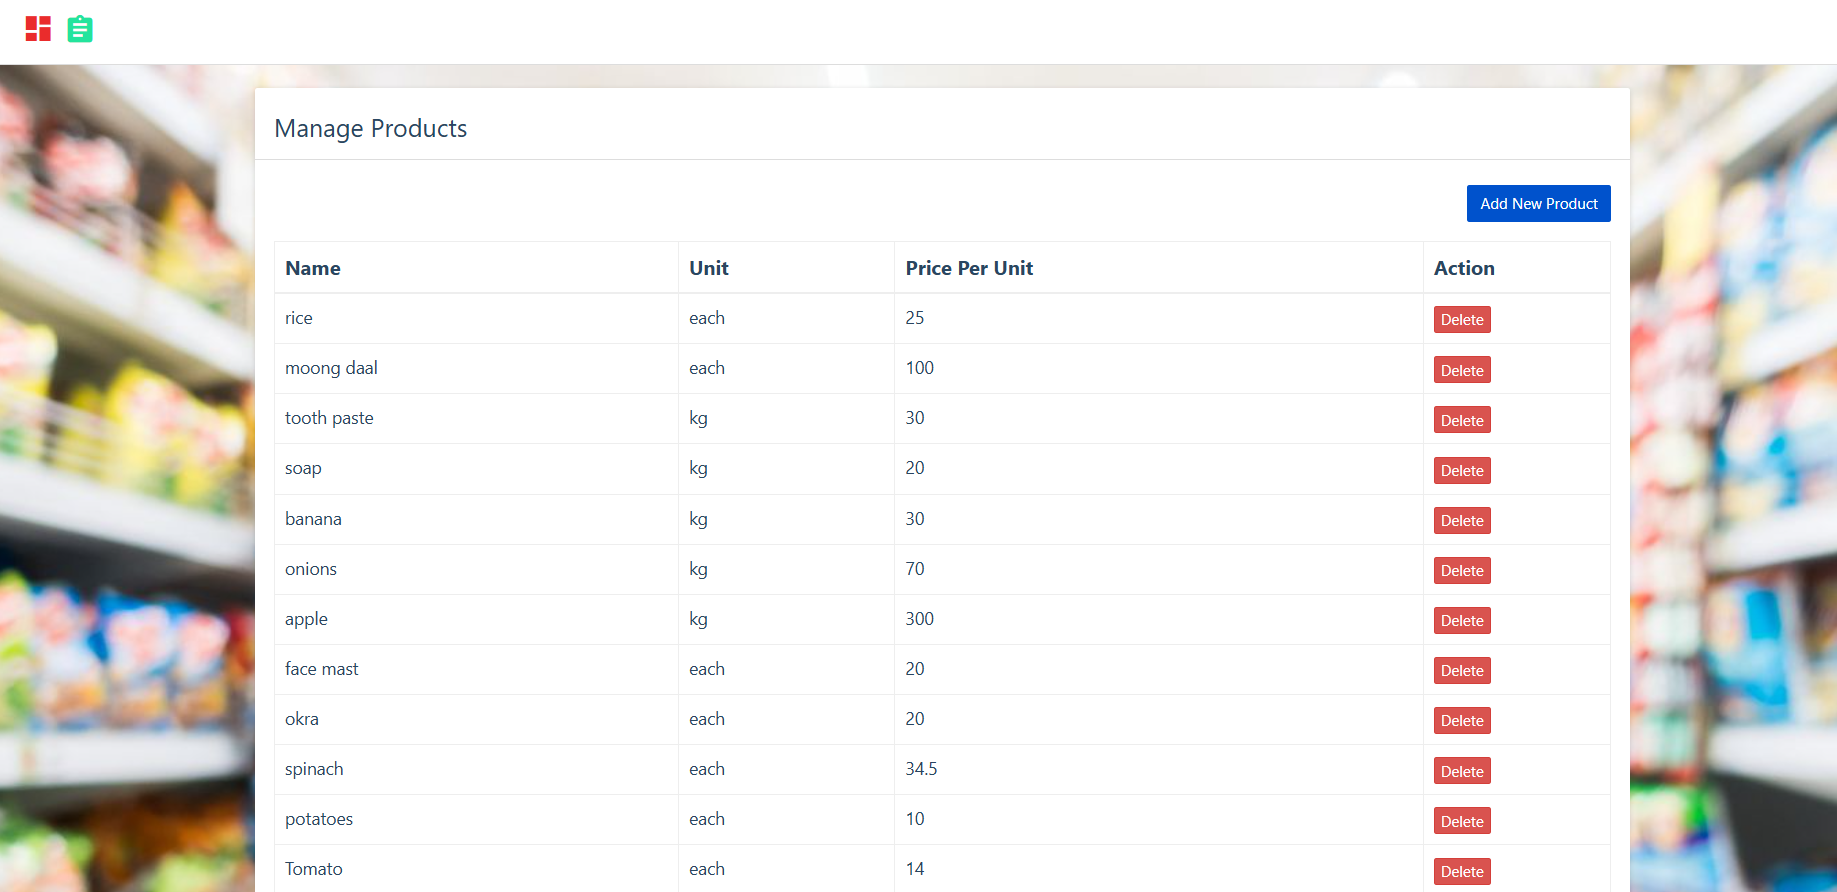 Manage Products
Add New Product
Name Unit Price Per Unit Action
rice each 25 Delete
moong daal each 100 Delete
tooth paste kg 30 Delete
soap kg 20 Delete
banana kg 30 Delete
onions kg 70 Delete
apple kg 300 Delete
face mast each 20 Delete
okra each 20 Delete
spinach each 34.5 Delete
potatoes each 10 Delete
Tomato each 14 Delete